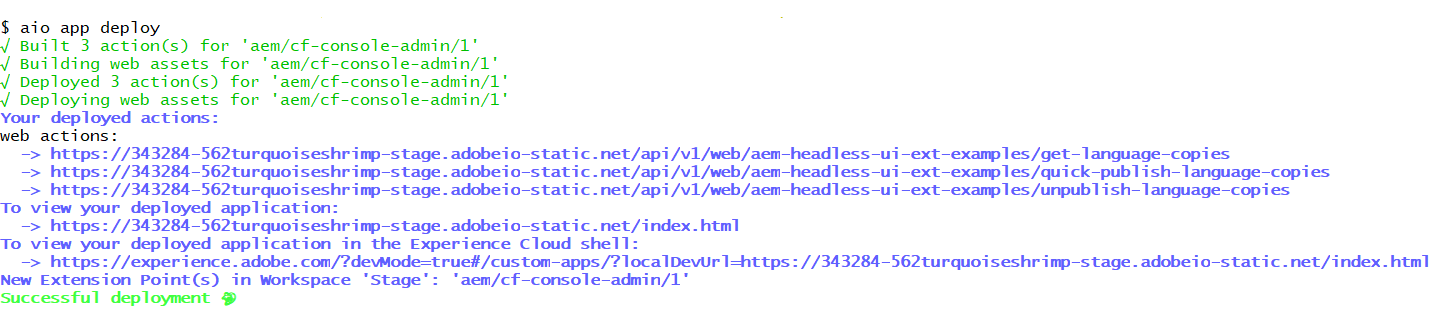 $ aio app deploy
√ Built 3 action(s) for 'aem/cf-console-admin/1'
√ Building web assets for 'aem/cf-console-admin/1'
√ Deployed 3 action(s) for 'aem/cf-console-admin/1'
√ Deploying web assets for 'aem/cf-console-admin/1'
Your deployed actions:
web actions:
  -> https://343284-562turquoiseshrimp-stage.adobeio-static.net/api/v1/web/aem-headless-ui-ext-examples/get-language-copies
  -> https://343284-562turquoiseshrimp-stage.adobeio-static.net/api/v1/web/aem-headless-ui-ext-examples/quick-publish-language-copies
  -> https://343284-562turquoiseshrimp-stage.adobeio-static.net/api/v1/web/aem-headless-ui-ext-examples/unpublish-language-copies
To view your deployed application:
  -> https://343284-562turquoiseshrimp-stage.adobeio-static.net/index.html
To view your deployed application in the Experience Cloud shell:
  -> https://experience.adobe.com/?devMode=true#/custom-apps/?localDevUrl=https://343284-562turquoiseshrimp-stage.adobeio-static.net/index.html
New Extension Point(s) in Workspace 'Stage': 'aem/cf-console-admin/1'
Successful deployment